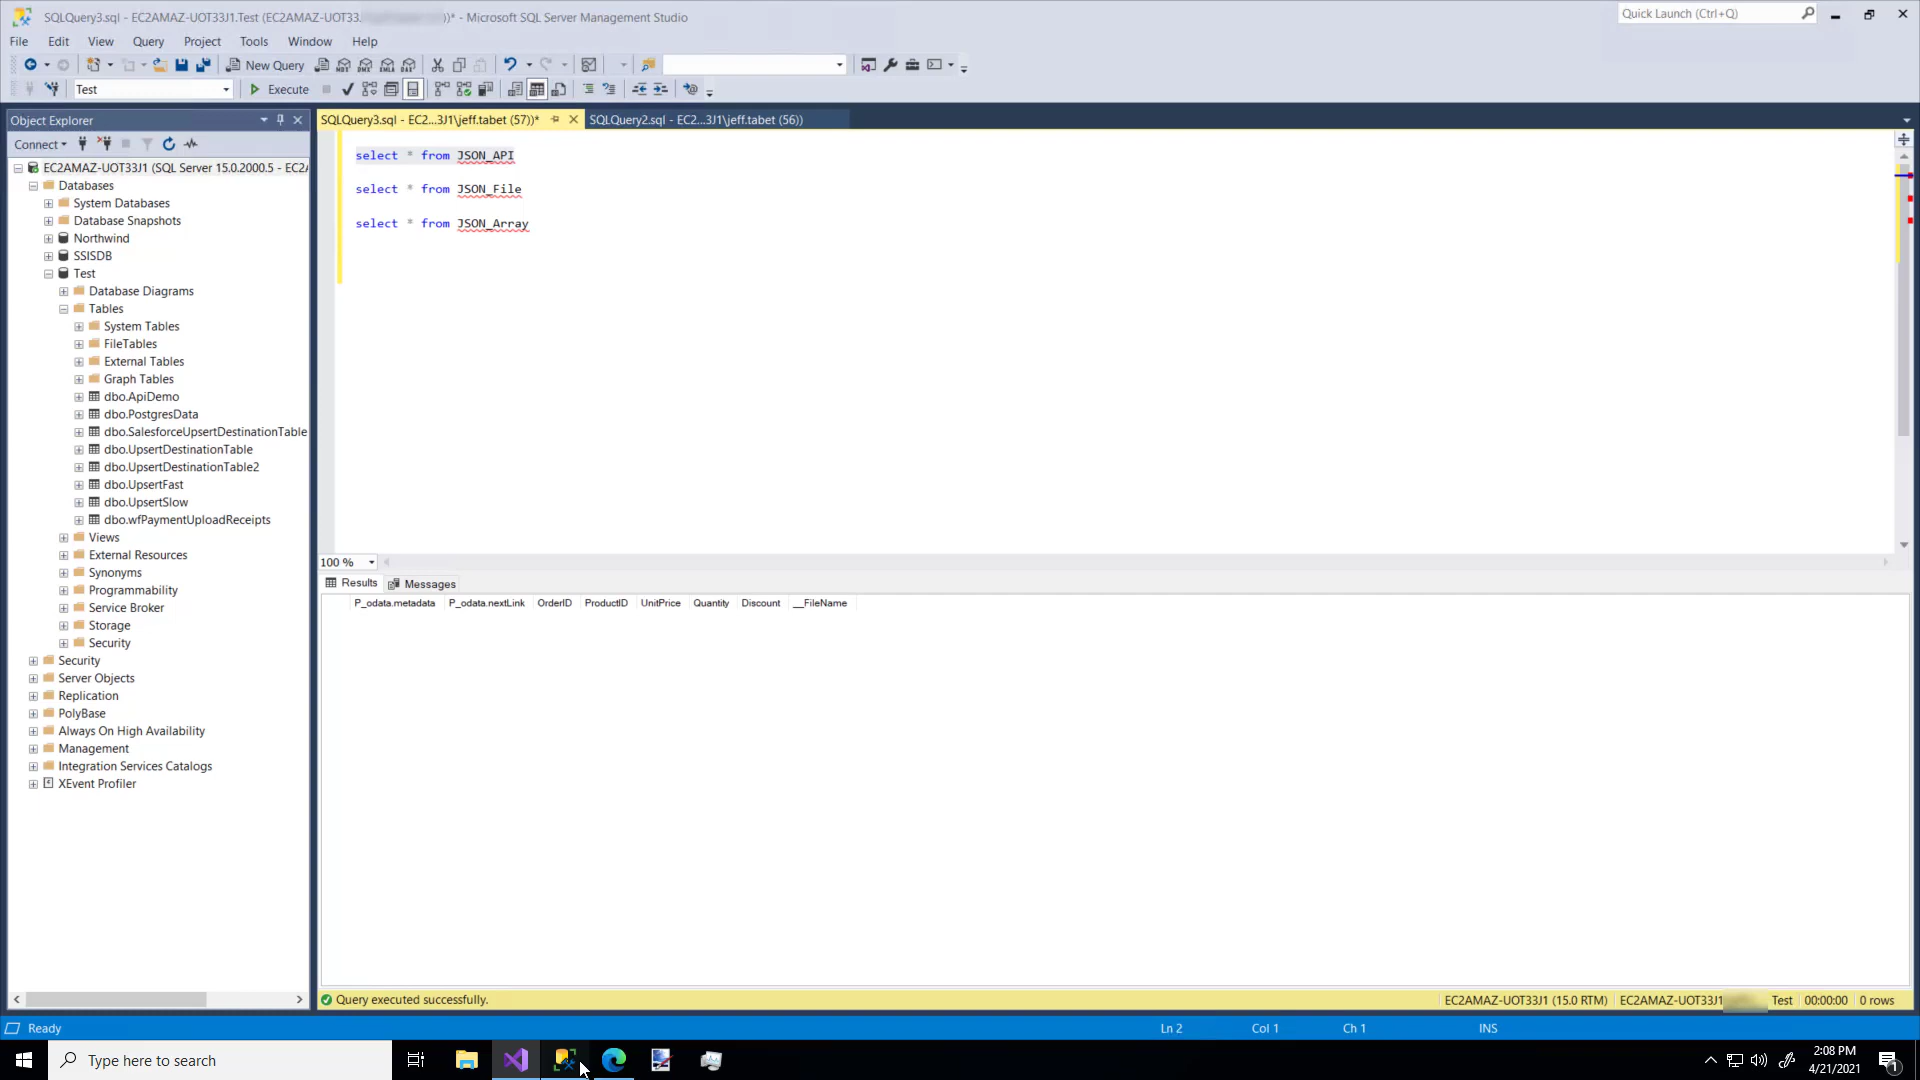 SQLQuery3.sql - EC2AMAZ-UOT33J1.Test (EC2AMAZ-UOT33. ))* - Microsoft SQL Server Management Studio
Quick Launch (Ctrl+Q)
File Edit View Query Project Tools Window Help
New Query
Test
Execute
Object Explorer
SQLQuery3.sql - EC2...3J1\jeff.tabet (57))*
SQLQuery2.sql - EC2...3J1\jeff.tabet (56))
Connect
EC2AMAZ-UOT33J1 (SQL Server 15.0.2000.5 - EC2/
Databases
System Databases
Database Snapshots
Northwind
SSISDB
Test
Database Diagrams
Tables
System Tables
FileTables
External Tables
Graph Tables
dbo.ApiDemo
dbo.PostgresData
dbo.SalesforceUpsertDestinationTable
dbo.UpsertDestinationTable
dbo.UpsertDestinationTable2
dbo.UpsertFast
dbo.UpsertSlow
dbo.wfPaymentUploadReceipts
Views
External Resources
Synonyms
Programmability
Service Broker
Storage
Security
Security
Server Objects
Replication
PolyBase
Always On High Availability
Management
Integration Services Catalogs
XEvent Profiler
select * from JSON_API
select * from JSON_File
select * from JSON_Array
100 %
Results Messages
P_odata.metadata P_odata.nextLink OrderID ProductID UnitPrice Quantity Discount __FileName
Query executed successfully.
EC2AMAZ-UOT33J1 (15.0 RTM) EC2AMAZ-UOT33J1 Test 00:00:00 0 rows
Ready
Ln 2 Col 1 Ch 1 INS
Type here to search
2:08 PM
4/21/2021
1